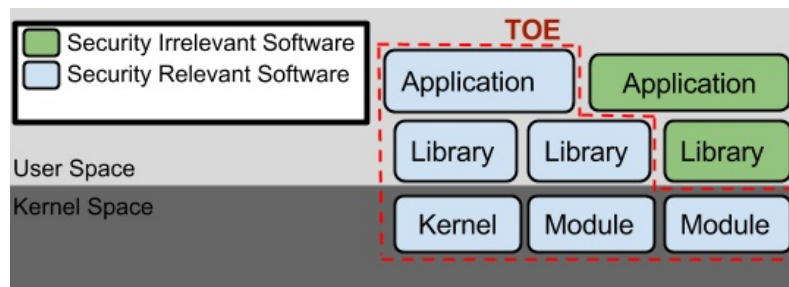 Security Irrelevant Software
Security Relevant Software
TOE
Application
Application
Library
Library
Library
User Space
Kernel Space
Kernel
Module
Module